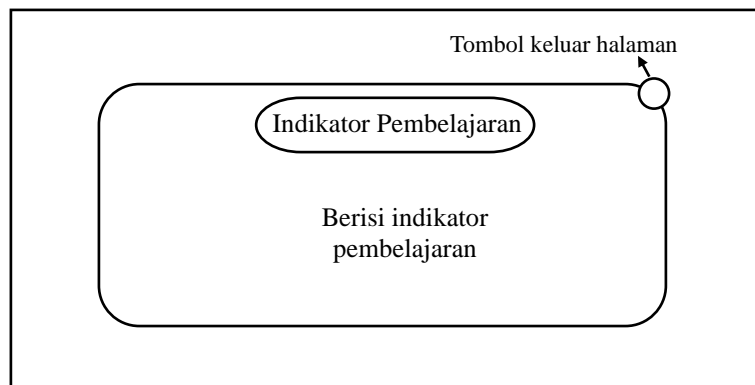 Tombol keluar halaman
Indikator Pembelajaran
Berisi indikator
pembelajaran